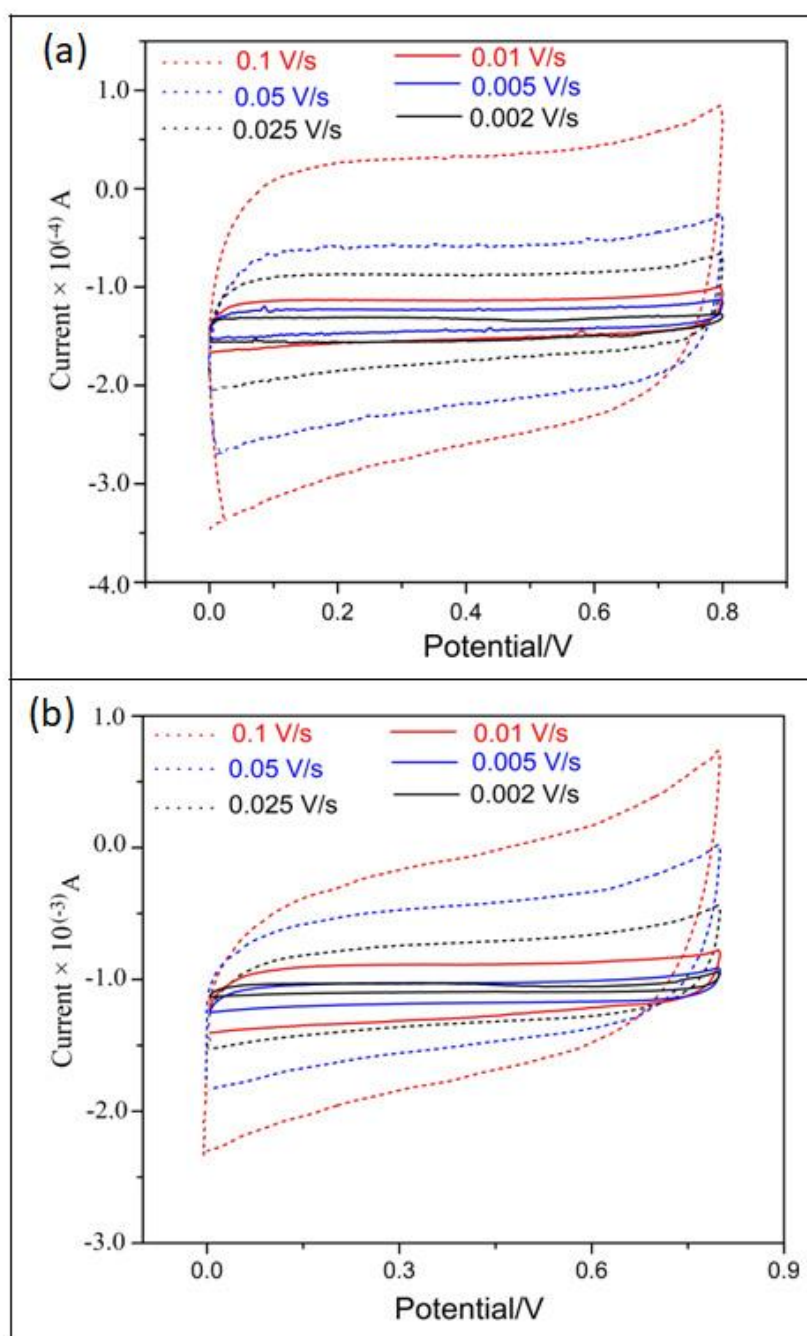 (a)
0.1 V/s 0.01 V/s
0.05 V/s 0.005 V/s
0.025 V/s 0.002 V/s
1.0
0.0
-1.0
-2.0
-3.0
-4.0
Current × 10(-4) A
0.0 0.2 0.4 0.6 0.8
Potential/V
(b)
0.1 V/s 0.01 V/s
0.05 V/s 0.005 V/s
0.025 V/s 0.002 V/s
1.0
0.0
-1.0
-2.0
-3.0
Current × 10(-3) A
0.0 0.3 0.6 0.9
Potential/V